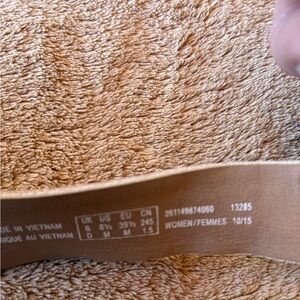 DE IN VIETNAM
RIQUE AU VIETNAM
UK US EU CN
6 8½ 39½ 245
D M M 1.5
261149874060 13285
WOMEN/FEMMES 10/15